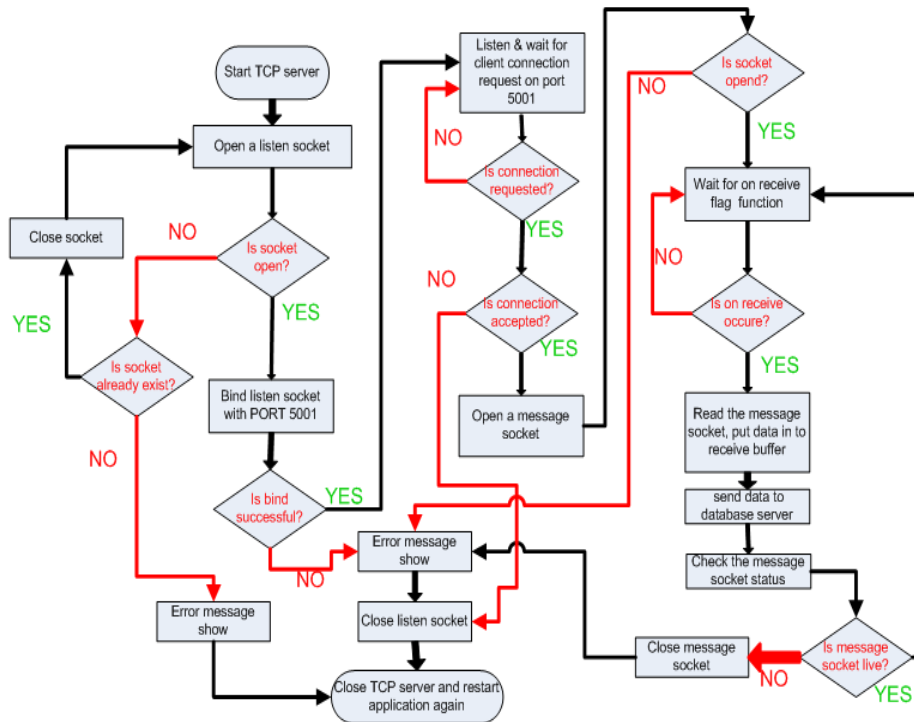 Start TCP server
Open a listen socket
Close socket
NO
Is socket
open?
YES
YES
Is socket
already exist?
NO
Bind listen socket
with PORT 5001
Is bind
successful?
YES
NO
Error message
show
Listen & wait for
client connection
request on port
5001
NO
Is connection
requested?
YES
NO
Is connection
accepted?
YES
Open a message
socket
Error message
show
Close listen socket
Close TCP server and restart
application again
Is socket
opend?
NO
YES
Wait for on receive
flag function
NO
Is on receive
occure?
YES
Read the message
socket, put data in to
receive buffer
send data to
database server
Check the message
socket status
Is message
socket live?
NO
YES
Close message
socket